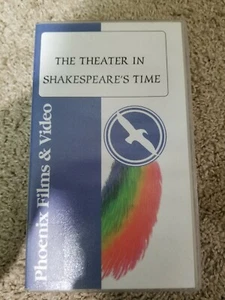 THE THEATER IN
SHAKESPEARE'S TIME
Phoenix Films & Video